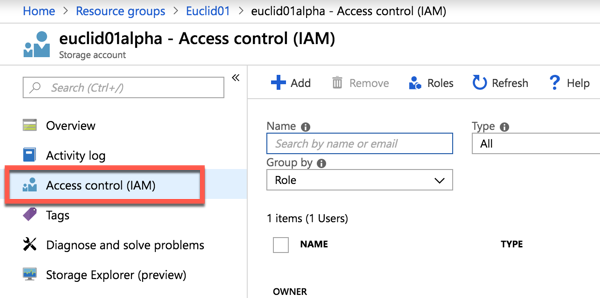 Home > Resource groups > Euclid01 > euclid01alpha - Access control (IAM)
euclid01alpha - Access control (IAM)
Storage account
Search (Ctrl+/)
Overview
Activity log
Access control (IAM)
Tags
Diagnose and solve problems
Storage Explorer (preview)
Add Remove Roles Refresh ? Help
Name Type
Search by name or email All
Group by
Role
1 items (1 Users)
NAME TYPE
OWNER